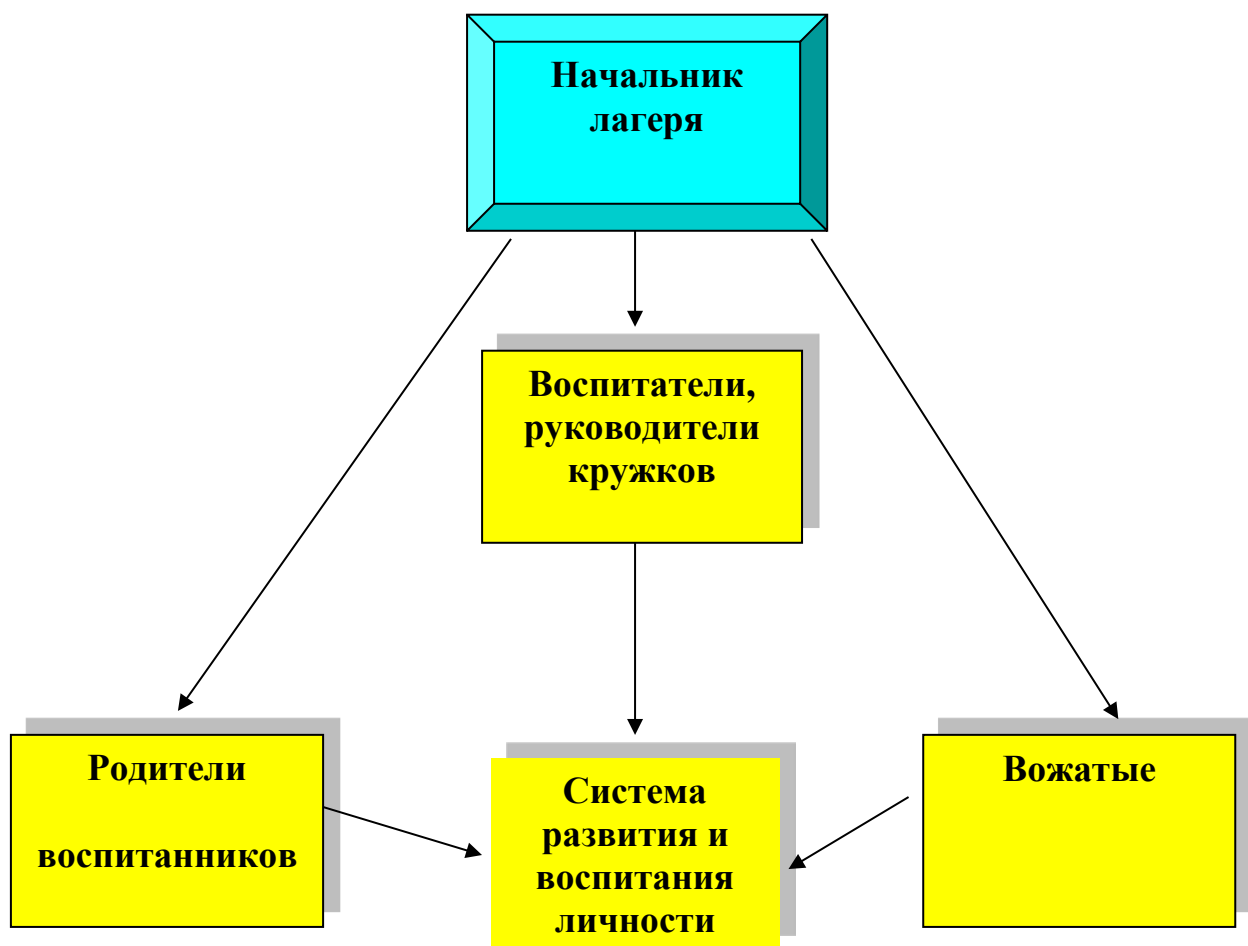 Начальник
лагеря
Воспитатели,
руководители
кружков
Родители
воспитанников
Система
развития и
воспитания
личности
Вожатые